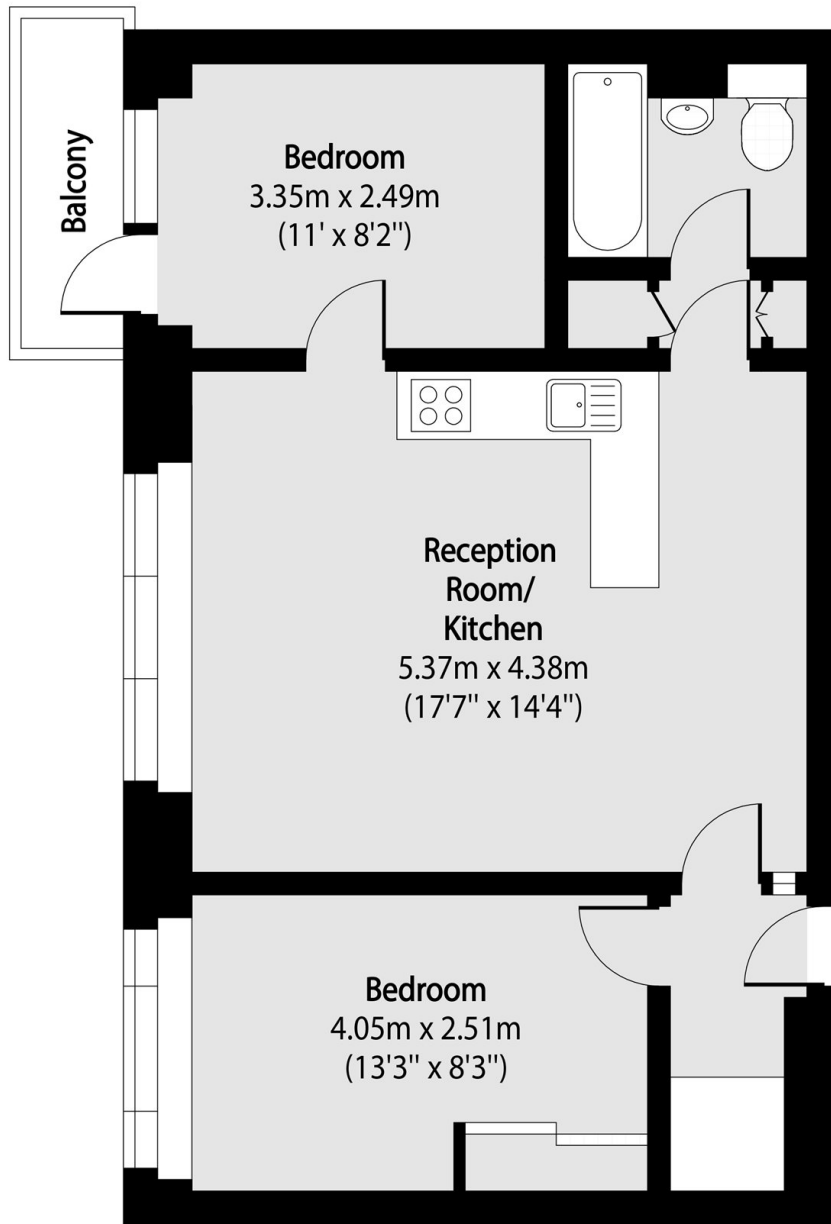 Balcony
Bedroom
3.35m x 2.49m
(11' x 8'2'')
Reception
Room/
Kitchen
5.37m x 4.38m
(17'7'' x 14'4'')
Bedroom
4.05m x 2.51m
(13'3'' x 8'3'')